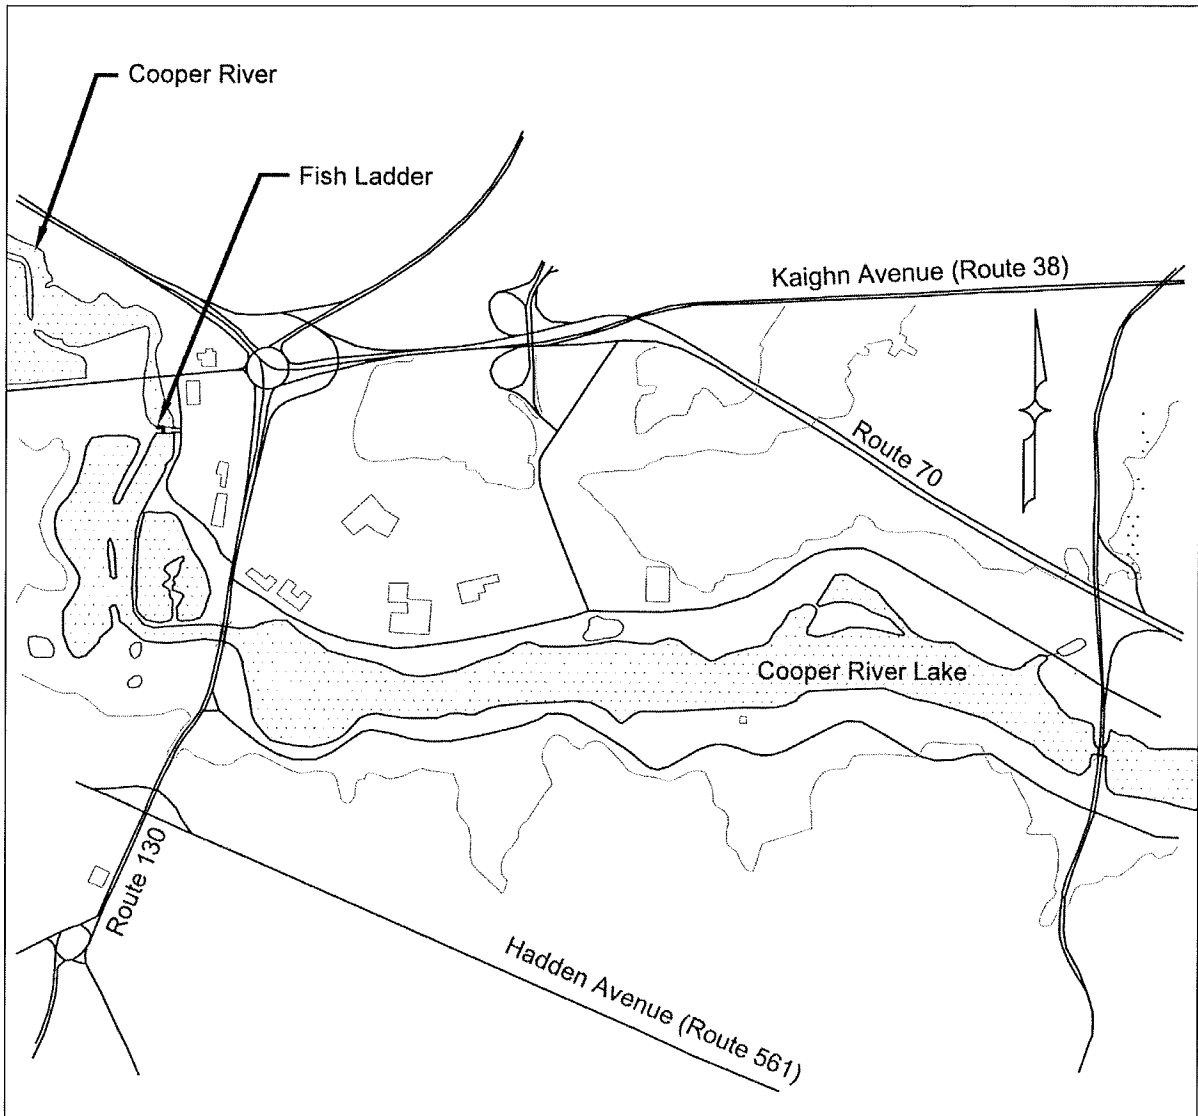 Cooper River
Fish Ladder
Kaighn Avenue (Route 38)
Route 70
Cooper River Lake
Route 130
Hadden Avenue (Route 561)